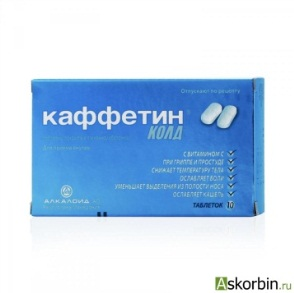 Отпускают по рецепту
каффетин
КОЛД
С ВИТАМИНОМ С
ПРИ ГРИППЕ И ПРОСТУДЕ
СНИЖАЕТ ТЕМПЕРАТУРУ ТЕЛА
ОСЛАБЛЯЕТ БОЛИ
УМЕНЬШАЕТ ВЫДЕЛЕНИЯ ИЗ ПОЛОСТИ НОСА
ОСЛАБЛЯЕТ КАШЕЛЬ
АЛКАЛОИД
ТАБЛЕТОК 10
Askorbin.ru